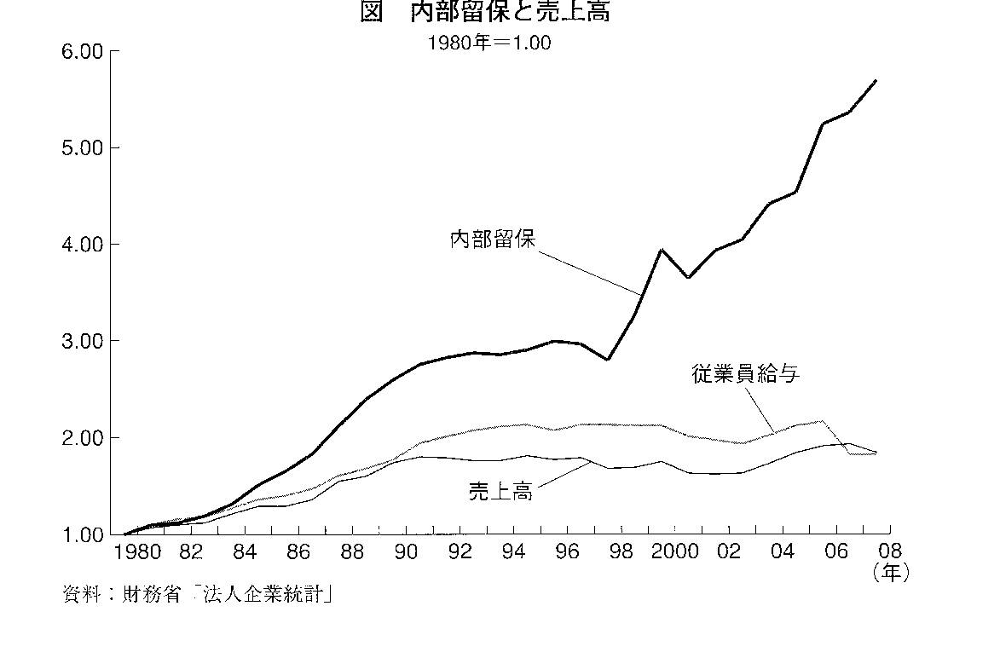 図　内部留保と売上高
1980年＝1.00
6.00
5.00
4.00
3.00
2.00
1.00
内部留保
従業員給与
売上高
1980 82 84 86 88 90 92 94 96 98 2000 02 04 06 08
（年）
資料：財務省「法人企業統計」